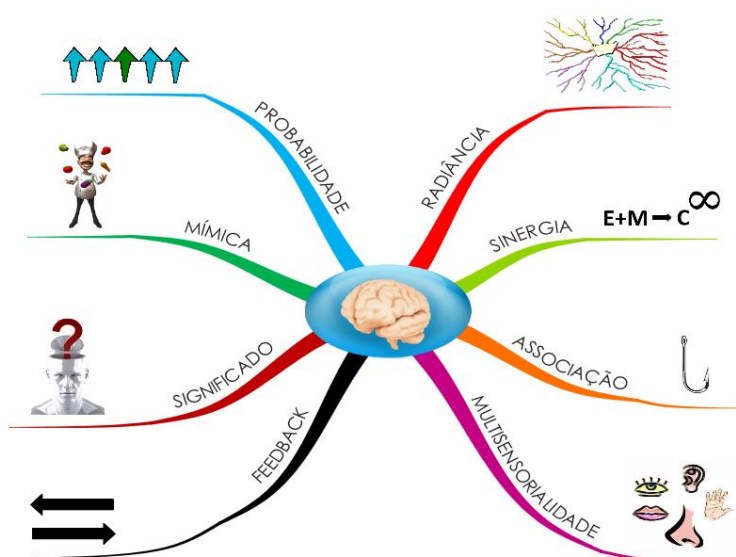 PROBABILIDADE
RADIÂNCIA
MÍMICA
SINERGIA
E+M→C∞
SIGNIFICADO
?
ASSOCIAÇÃO
FEEDBACK
MULTISENSORIALIDADE